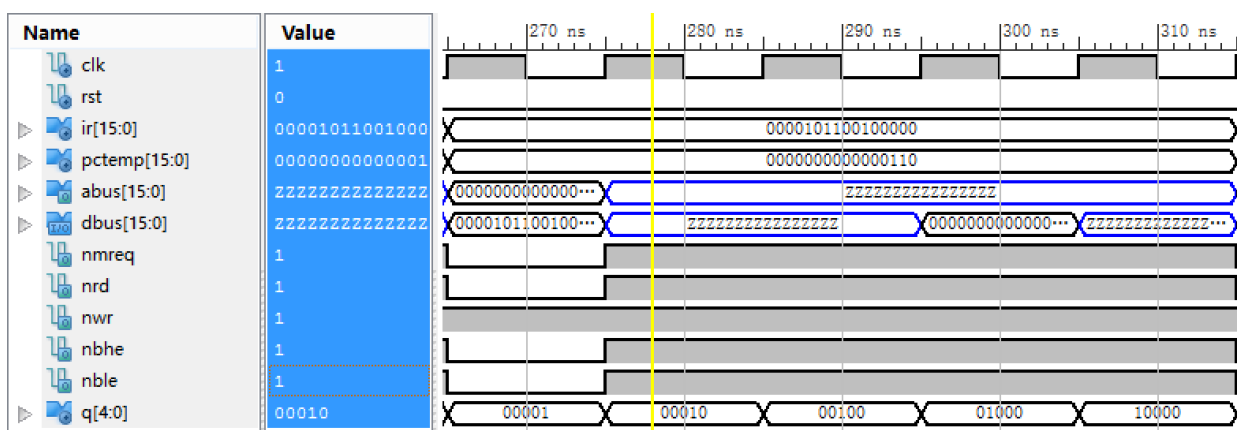 Name Value 270 ns 280 ns 290 ns 300 ns 310 ns
clk 1
rst 0
ir[15:0] 00001011001000 0000101100100000
pctemp[15:0] 00000000000001 0000000000000110
abus[15:0] ZZZZZZZZZZZZZZ 0000000000000··· ZZZZZZZZZZZZZZZZ
dbus[15:0] ZZZZZZZZZZZZZZ 0000101100100··· ZZZZZZZZZZZZZZZZ 0000000000000··· ZZZZZZZZZZZZZ···
nmreq 1
nrd 1
nwr 1
nbhe 1
nble 1
q[4:0] 00010 00001 00010 00100 01000 10000